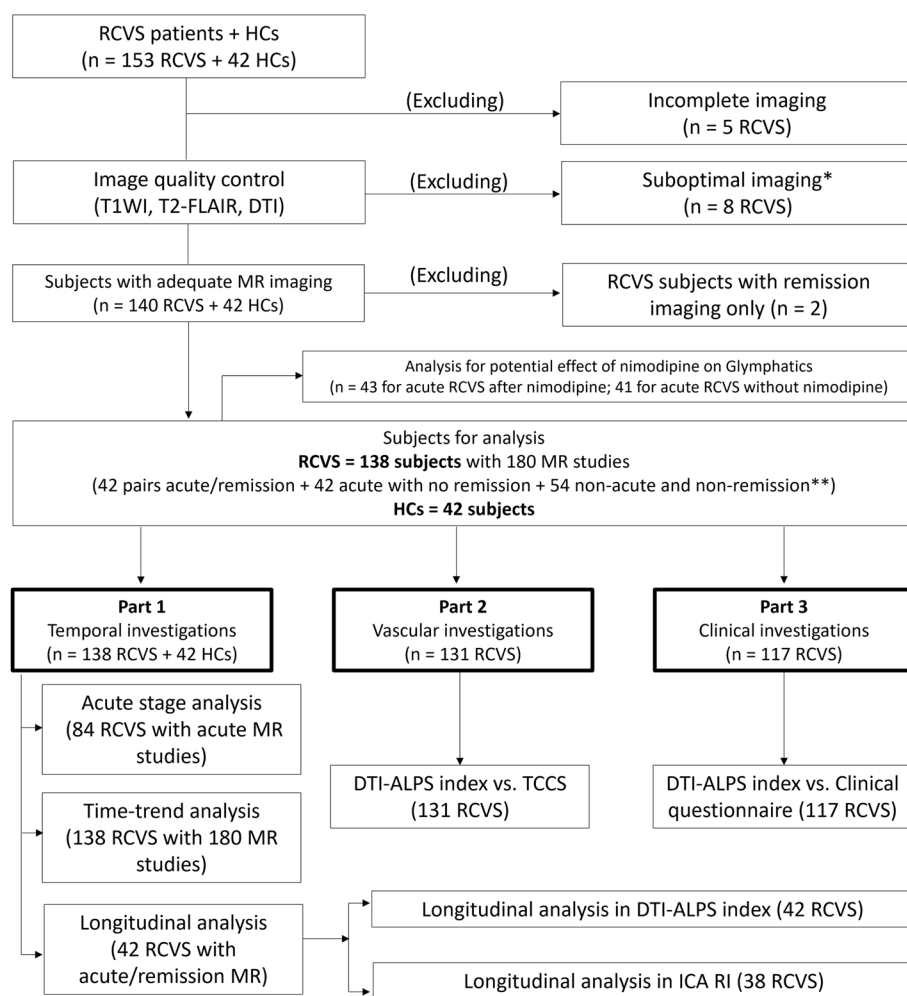 RCVS patients + HCs
(n = 153 RCVS + 42 HCs)
(Excluding)
Incomplete imaging
(n = 5 RCVS)
Image quality control
(T1WI, T2-FLAIR, DTI)
(Excluding)
Suboptimal imaging*
(n = 8 RCVS)
Subjects with adequate MR imaging
(n = 140 RCVS + 42 HCs)
(Excluding)
RCVS subjects with remission
imaging only (n = 2)
Analysis for potential effect of nimodipine on Glymphatics
(n = 43 for acute RCVS after nimodipine; 41 for acute RCVS without nimodipine)
Subjects for analysis
RCVS = 138 subjects with 180 MR studies
(42 pairs acute/remission + 42 acute with no remission + 54 non-acute and non-remission**)
HCs = 42 subjects
Part 1
Temporal investigations
(n = 138 RCVS + 42 HCs)
Part 2
Vascular investigations
(n = 131 RCVS)
Part 3
Clinical investigations
(n = 117 RCVS)
Acute stage analysis
(84 RCVS with acute MR
studies)
Time-trend analysis
(138 RCVS with 180 MR
studies)
Longitudinal analysis
(42 RCVS with
acute/remission MR)
DTI-ALPS index vs. TCCS
(131 RCVS)
DTI-ALPS index vs. Clinical
questionnaire (117 RCVS)
Longitudinal analysis in DTI-ALPS index (42 RCVS)
Longitudinal analysis in ICA RI (38 RCVS)